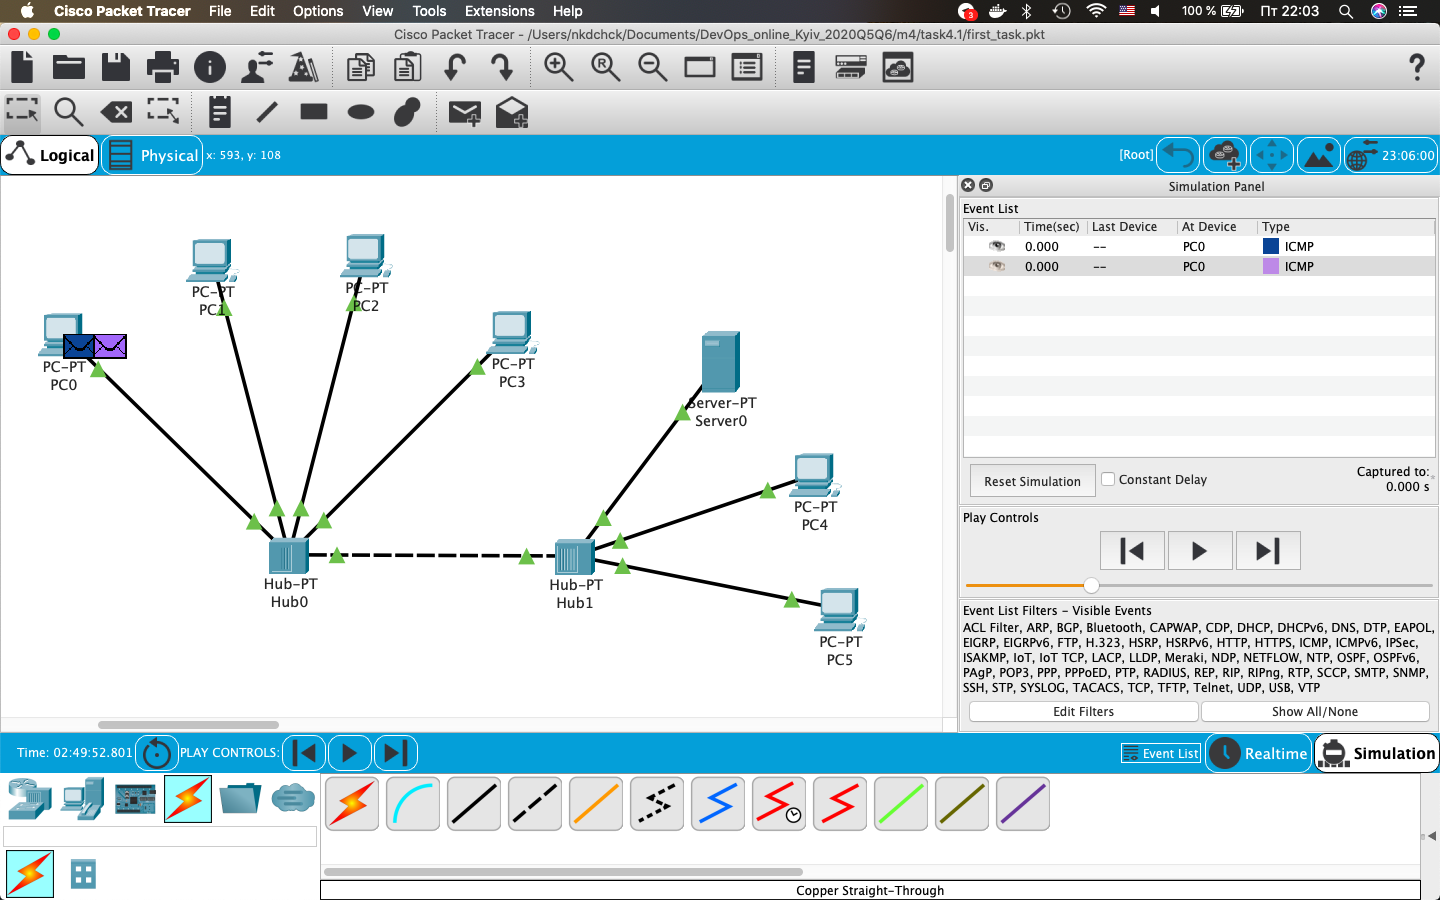 Cisco Packet Tracer File Edit Options View Tools Extensions Help 3 100 % Пт 22:03
Cisco Packet Tracer - /Users/nkdchck/Documents/DevOps_online_Kyiv_2020Q5Q6/m4/task4.1/first_task.pkt
Logical Physical x: 593, y: 108 [Root] 23:06:00
Simulation Panel
Event List
Vis. Time(sec) Last Device At Device Type
0.000 -- PC0 ICMP
0.000 -- PC0 ICMP
PC-PT
PC1
PC-PT
PC2
PC-PT
PC0
PC-PT
PC3
Server-PT
Server0
PC-PT
PC4
Hub-PT
Hub0
Hub-PT
Hub1
PC-PT
PC5
Reset Simulation Constant Delay Captured to:
0.000 s
Play Controls
Event List Filters - Visible Events
ACL Filter, ARP, BGP, Bluetooth, CAPWAP, CDP, DHCP, DHCPv6, DNS, DTP, EAPOL,
EIGRP, EIGRPv6, FTP, H.323, HSRP, HSRPv6, HTTP, HTTPS, ICMP, ICMPv6, IPSec,
ISAKMP, IoT, IoT TCP, LACP, LLDP, Meraki, NDP, NETFLOW, NTP, OSPF, OSPFv6,
PAgP, POP3, PPP, PPPoED, PTP, RADIUS, REP, RIP, RIPng, RTP, SCCP, SMTP, SNMP,
SSH, STP, SYSLOG, TACACS, TCP, TFTP, Telnet, UDP, USB, VTP
Edit Filters Show All/None
Time: 02:49:52.801 PLAY CONTROLS: Event List Realtime Simulation
Copper Straight-Through